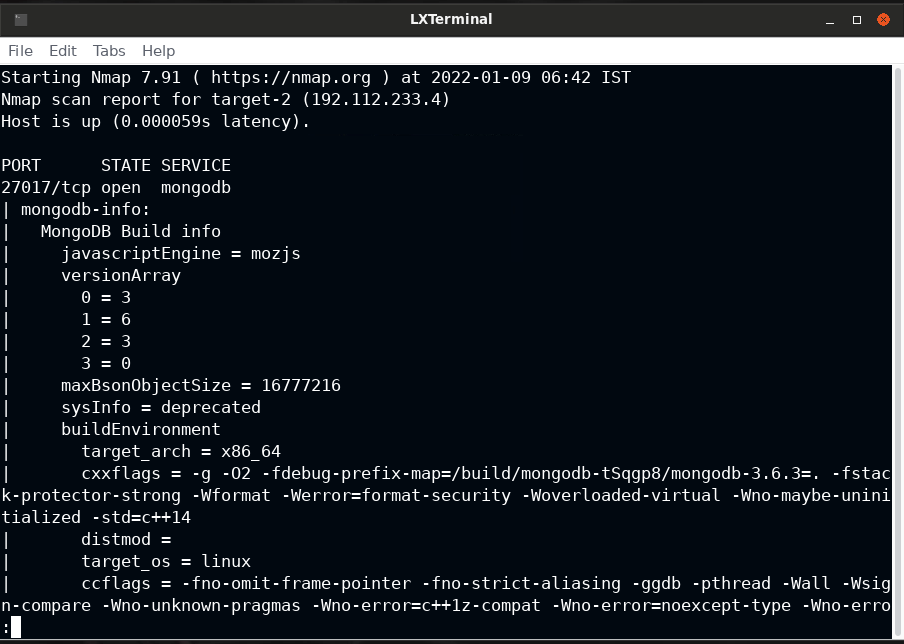 LXTerminal
File Edit Tabs Help
Starting Nmap 7.91 ( https://nmap.org ) at 2022-01-09 06:42 IST
Nmap scan report for target-2 (192.112.233.4)
Host is up (0.000059s latency).

PORT      STATE SERVICE
27017/tcp open  mongodb
| mongodb-info:
|   MongoDB Build info
|     javascriptEngine = mozjs
|     versionArray
|       0 = 3
|       1 = 6
|       2 = 3
|       3 = 0
|     maxBsonObjectSize = 16777216
|     sysInfo = deprecated
|     buildEnvironment
|       target_arch = x86_64
|       cxxflags = -g -O2 -fdebug-prefix-map=/build/mongodb-tSqgp8/mongodb-3.6.3=. -fstac
k-protector-strong -Wformat -Werror=format-security -Woverloaded-virtual -Wno-maybe-unini
tialized -std=c++14
|       distmod =
|       target_os = linux
|       ccflags = -fno-omit-frame-pointer -fno-strict-aliasing -ggdb -pthread -Wall -Wsig
n-compare -Wno-unknown-pragmas -Wno-error=c++1z-compat -Wno-error=noexcept-type -Wno-erro
: